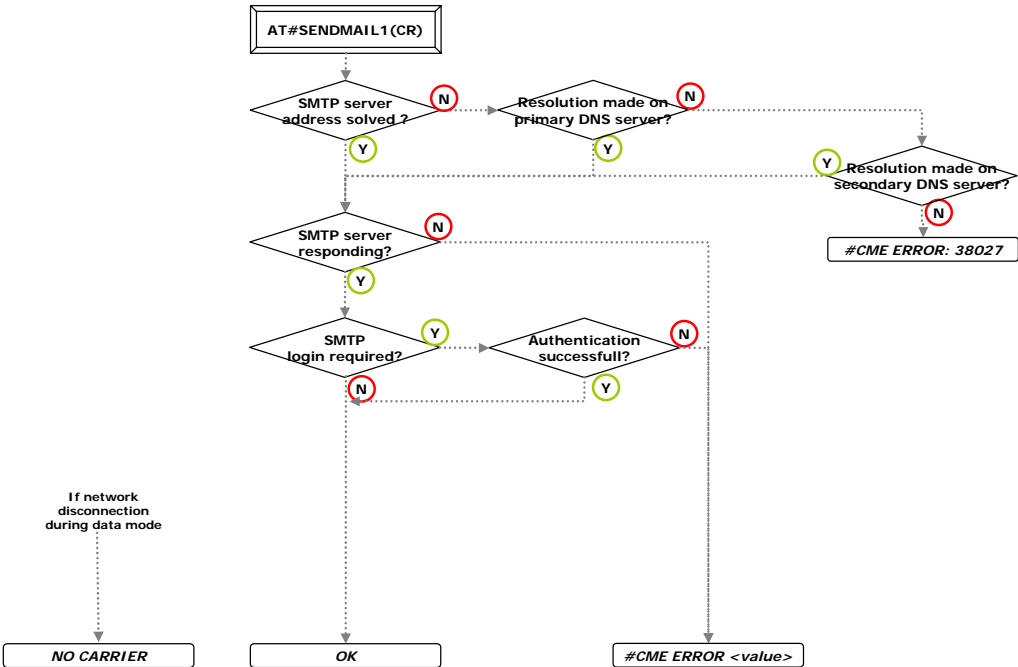 AT#SENDMAIL1(CR)
SMTP server
address solved ?
N
Resolution made on
primary DNS server?
N
Y
Y
Y
Resolution made on
secondary DNS server?
N
#CME ERROR: 38027
SMTP server
responding?
N
Y
SMTP
login required?
Y
Authentication
successfull?
N
N
Y
If network
disconnection
during data mode
NO CARRIER
OK
#CME ERROR <value>